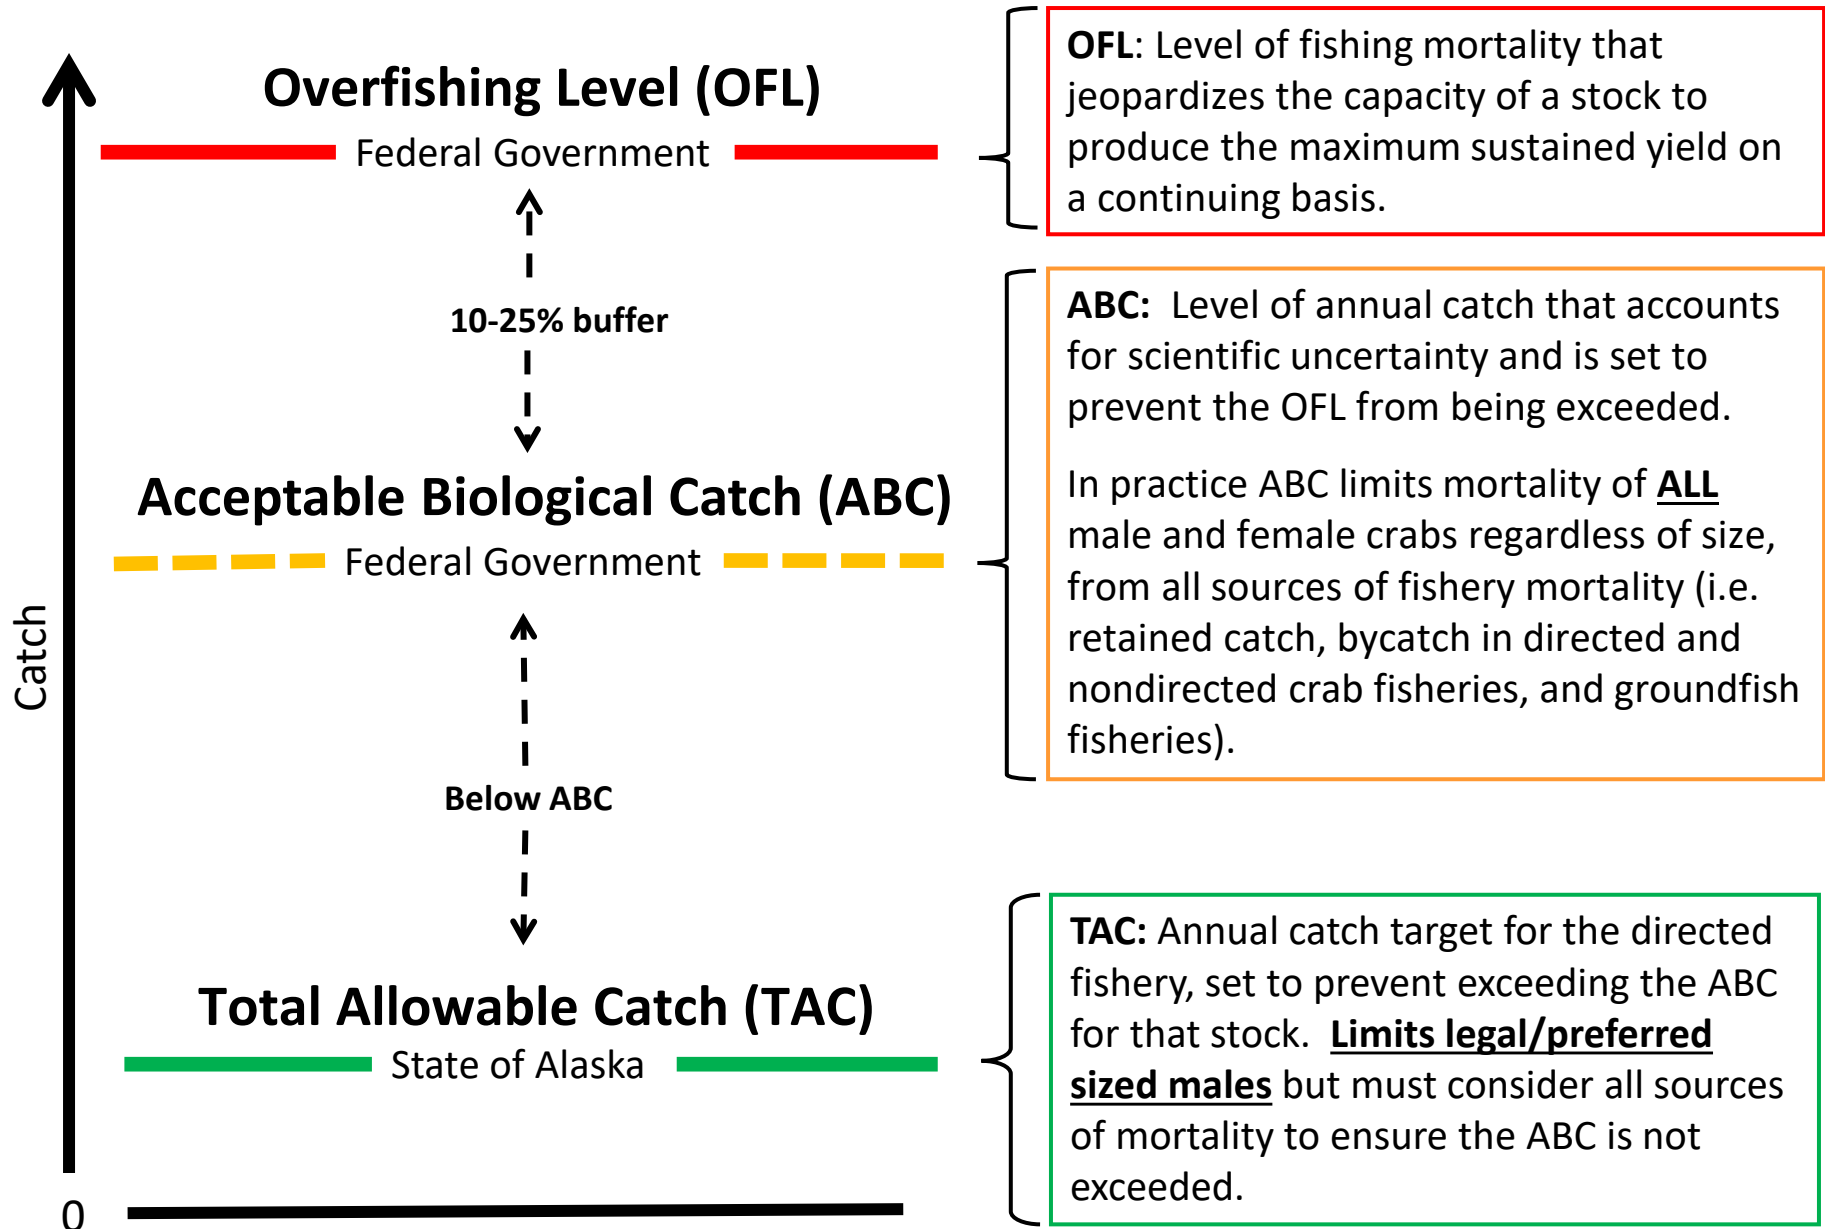 Overfishing Level (OFL)
Federal Government
10-25% buffer
Acceptable Biological Catch (ABC)
Federal Government
Below ABC
Total Allowable Catch (TAC)
State of Alaska
Catch
0
OFL: Level of fishing mortality that
jeopardizes the capacity of a stock to
produce the maximum sustained yield on
a continuing basis.
ABC:  Level of annual catch that accounts
for scientific uncertainty and is set to
prevent the OFL from being exceeded.
In practice ABC limits mortality of ALL
male and female crabs regardless of size,
from all sources of fishery mortality (i.e.
retained catch, bycatch in directed and
nondirected crab fisheries, and groundfish
fisheries).
TAC: Annual catch target for the directed
fishery, set to prevent exceeding the ABC
for that stock.  Limits legal/preferred
sized males but must consider all sources
of mortality to ensure the ABC is not
exceeded.